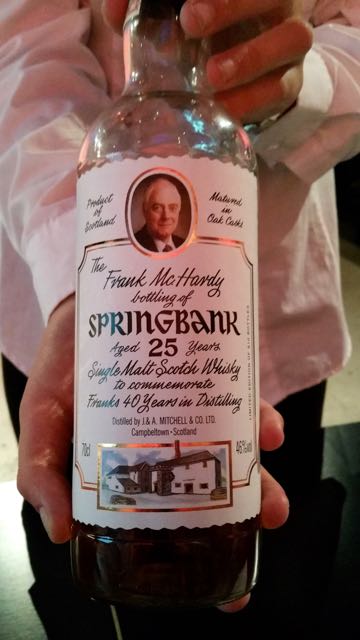 Product
of
Scotland
Matured
in
Oak Casks
The
Frank McHardy
bottling of
SPRINGBANK
Aged 25 Years
Single Malt Scotch Whisky
to commemorate
Franks 40 Years in Distilling
Distilled by J.& A. MITCHELL & CO. LTD.
Campbeltown - Scotland
70cl
46%vol